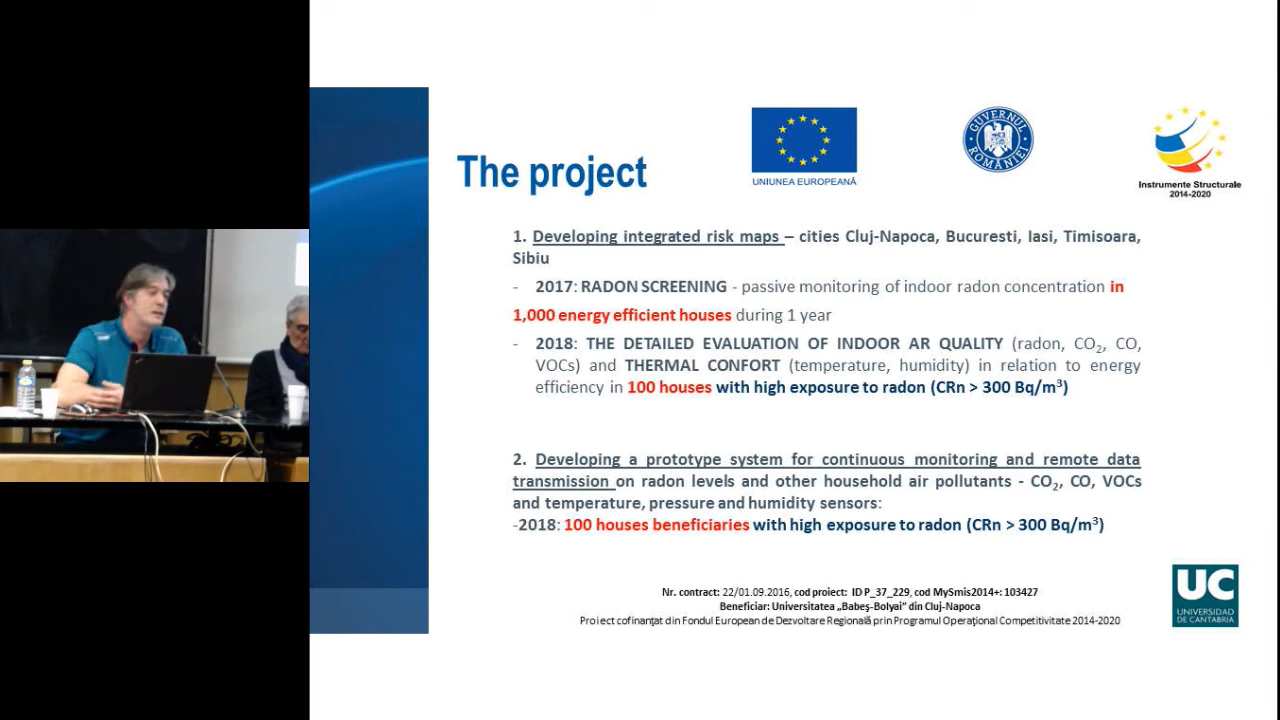 The project
UNIUNEA EUROPEANĂ
GUVERNUL ROMÂNIEI
Instrumente Structurale
2014-2020
1. Developing integrated risk maps – cities Cluj-Napoca, Bucuresti, Iasi, Timisoara,
Sibiu
- 2017: RADON SCREENING - passive monitoring of indoor radon concentration in
1,000 energy efficient houses during 1 year
- 2018: THE DETAILED EVALUATION OF INDOOR AR QUALITY (radon, CO₂, CO,
VOCs) and THERMAL CONFORT (temperature, humidity) in relation to energy
efficiency in 100 houses with high exposure to radon (CRn > 300 Bq/m³)
2. Developing a prototype system for continuous monitoring and remote data
transmission on radon levels and other household air pollutants - CO₂, CO, VOCs
and temperature, pressure and humidity sensors:
-2018: 100 houses beneficiaries with high exposure to radon (CRn > 300 Bq/m³)
Nr. contract: 22/01.09.2016, cod proiect: ID P_37_229, cod MySmis2014+: 103427
Beneficiar: Universitatea „Babeş-Bolyai” din Cluj-Napoca
Proiect cofinanţat din Fondul European de Dezvoltare Regională prin Programul Operaţional Competitivitate 2014-2020
UC
UNIVERSIDAD
DE CANTABRIA